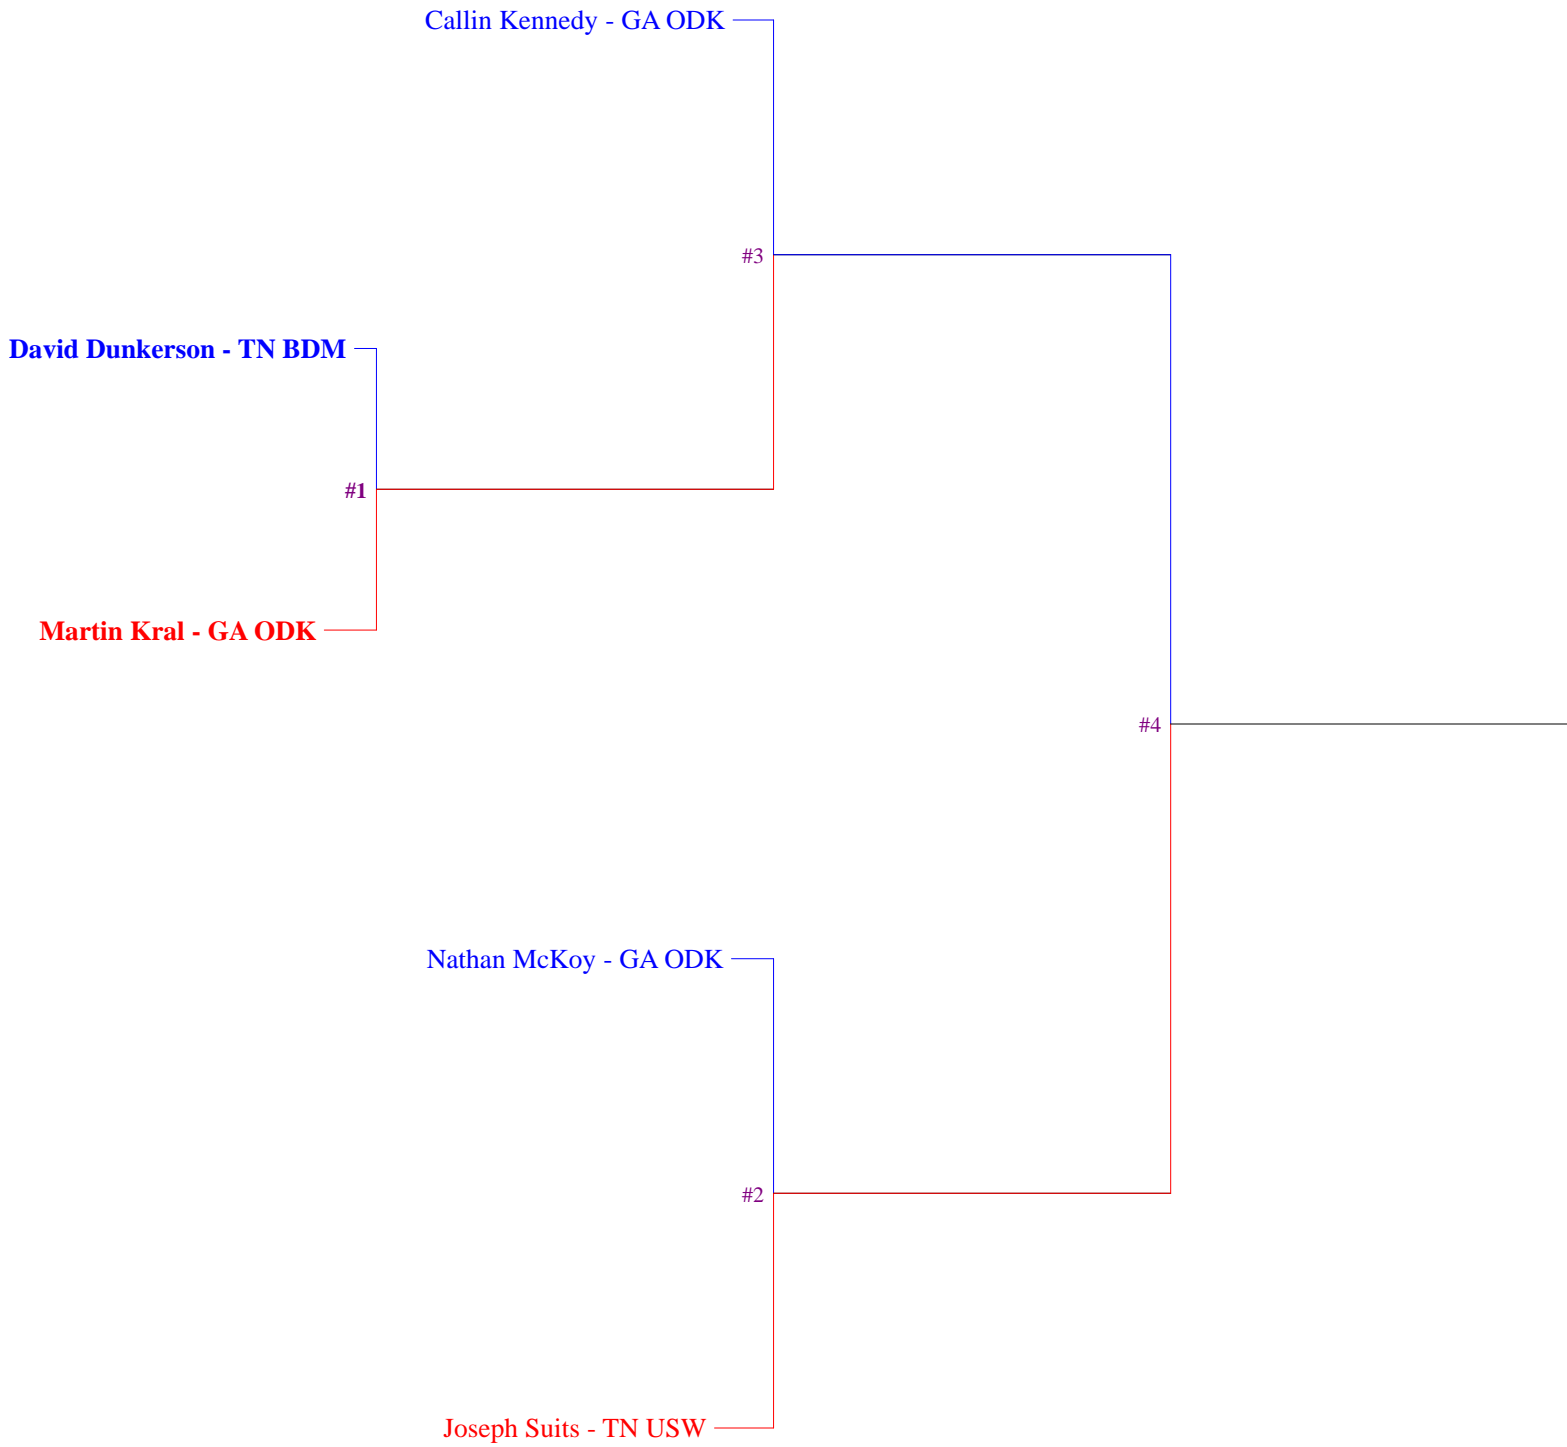 Callin Kennedy - GA ODK
#3
David Dunkerson - TN BDM
#1
Martin Kral - GA ODK
#4
Nathan McKoy - GA ODK
#2
Joseph Suits - TN USW